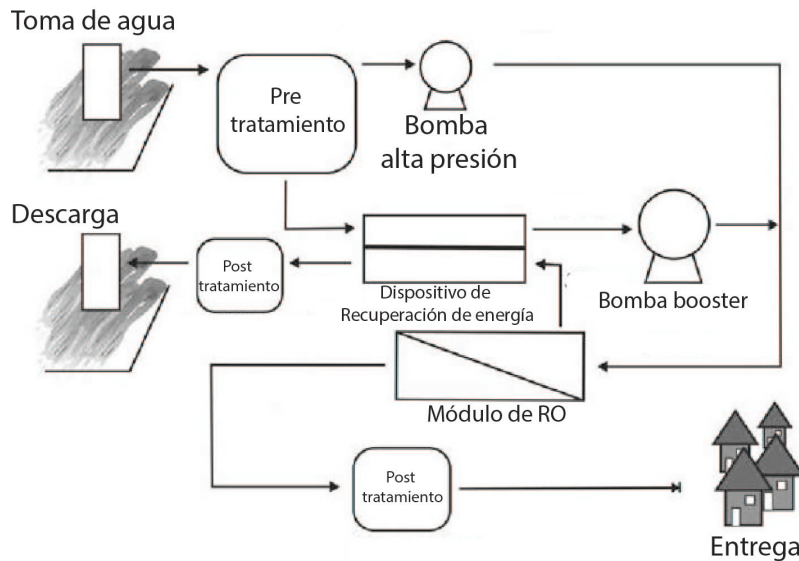 Toma de agua
Pre
tratamiento
Bomba
alta presión
Descarga
Post
tratamiento
Dispositivo de
Recuperación de energía
Bomba booster
Módulo de RO
Post
tratamiento
Entrega